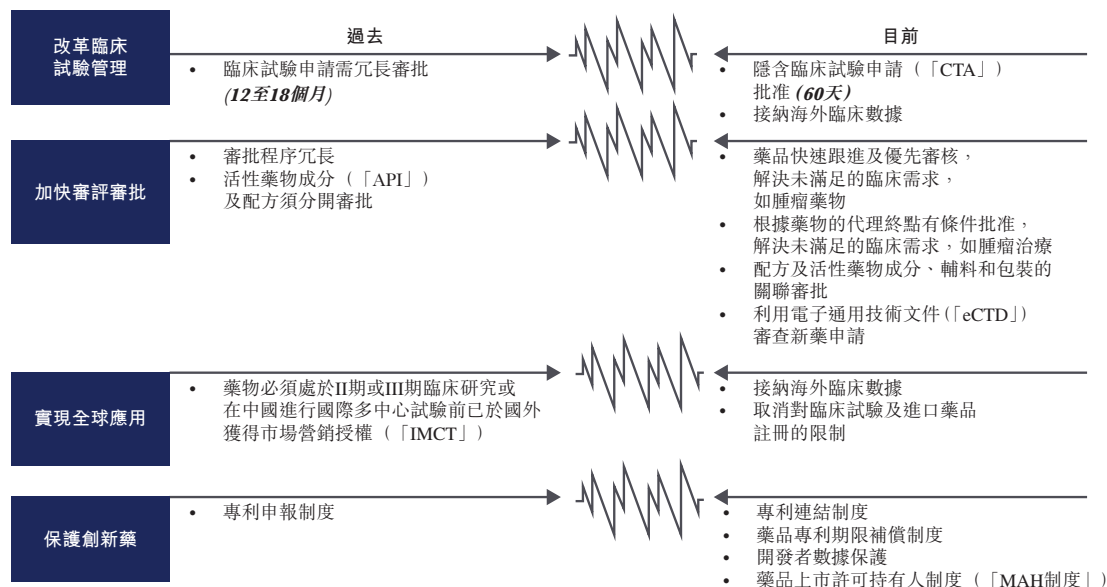 過去
目前
改革臨床
試驗管理
• 臨床試驗申請需冗長審批
(12至18個月)
• 隱含臨床試驗申請（「CTA」）
批准 (60天)
• 接納海外臨床數據
加快審評審批
• 審批程序冗長
• 活性藥物成分（「API」）
及配方須分開審批
• 藥品快速跟進及優先審核，
解決未滿足的臨床需求，
如腫瘤藥物
• 根據藥物的代理終點有條件批准，
解決未滿足的臨床需求，如腫瘤治療
• 配方及活性藥物成分、輔料和包裝的
關聯審批
• 利用電子通用技術文件(「eCTD」)
審查新藥申請
實現全球應用
• 藥物必須處於II期或III期臨床研究或
在中國進行國際多中心試驗前已於國外
獲得市場營銷授權（「IMCT」）
• 接納海外臨床數據
• 取消對臨床試驗及進口藥品
註冊的限制
保護創新藥
• 專利申報制度
• 專利連結制度
• 藥品專利期限補償制度
• 開發者數據保護
• 藥品上市許可持有人制度（「MAH制度」）